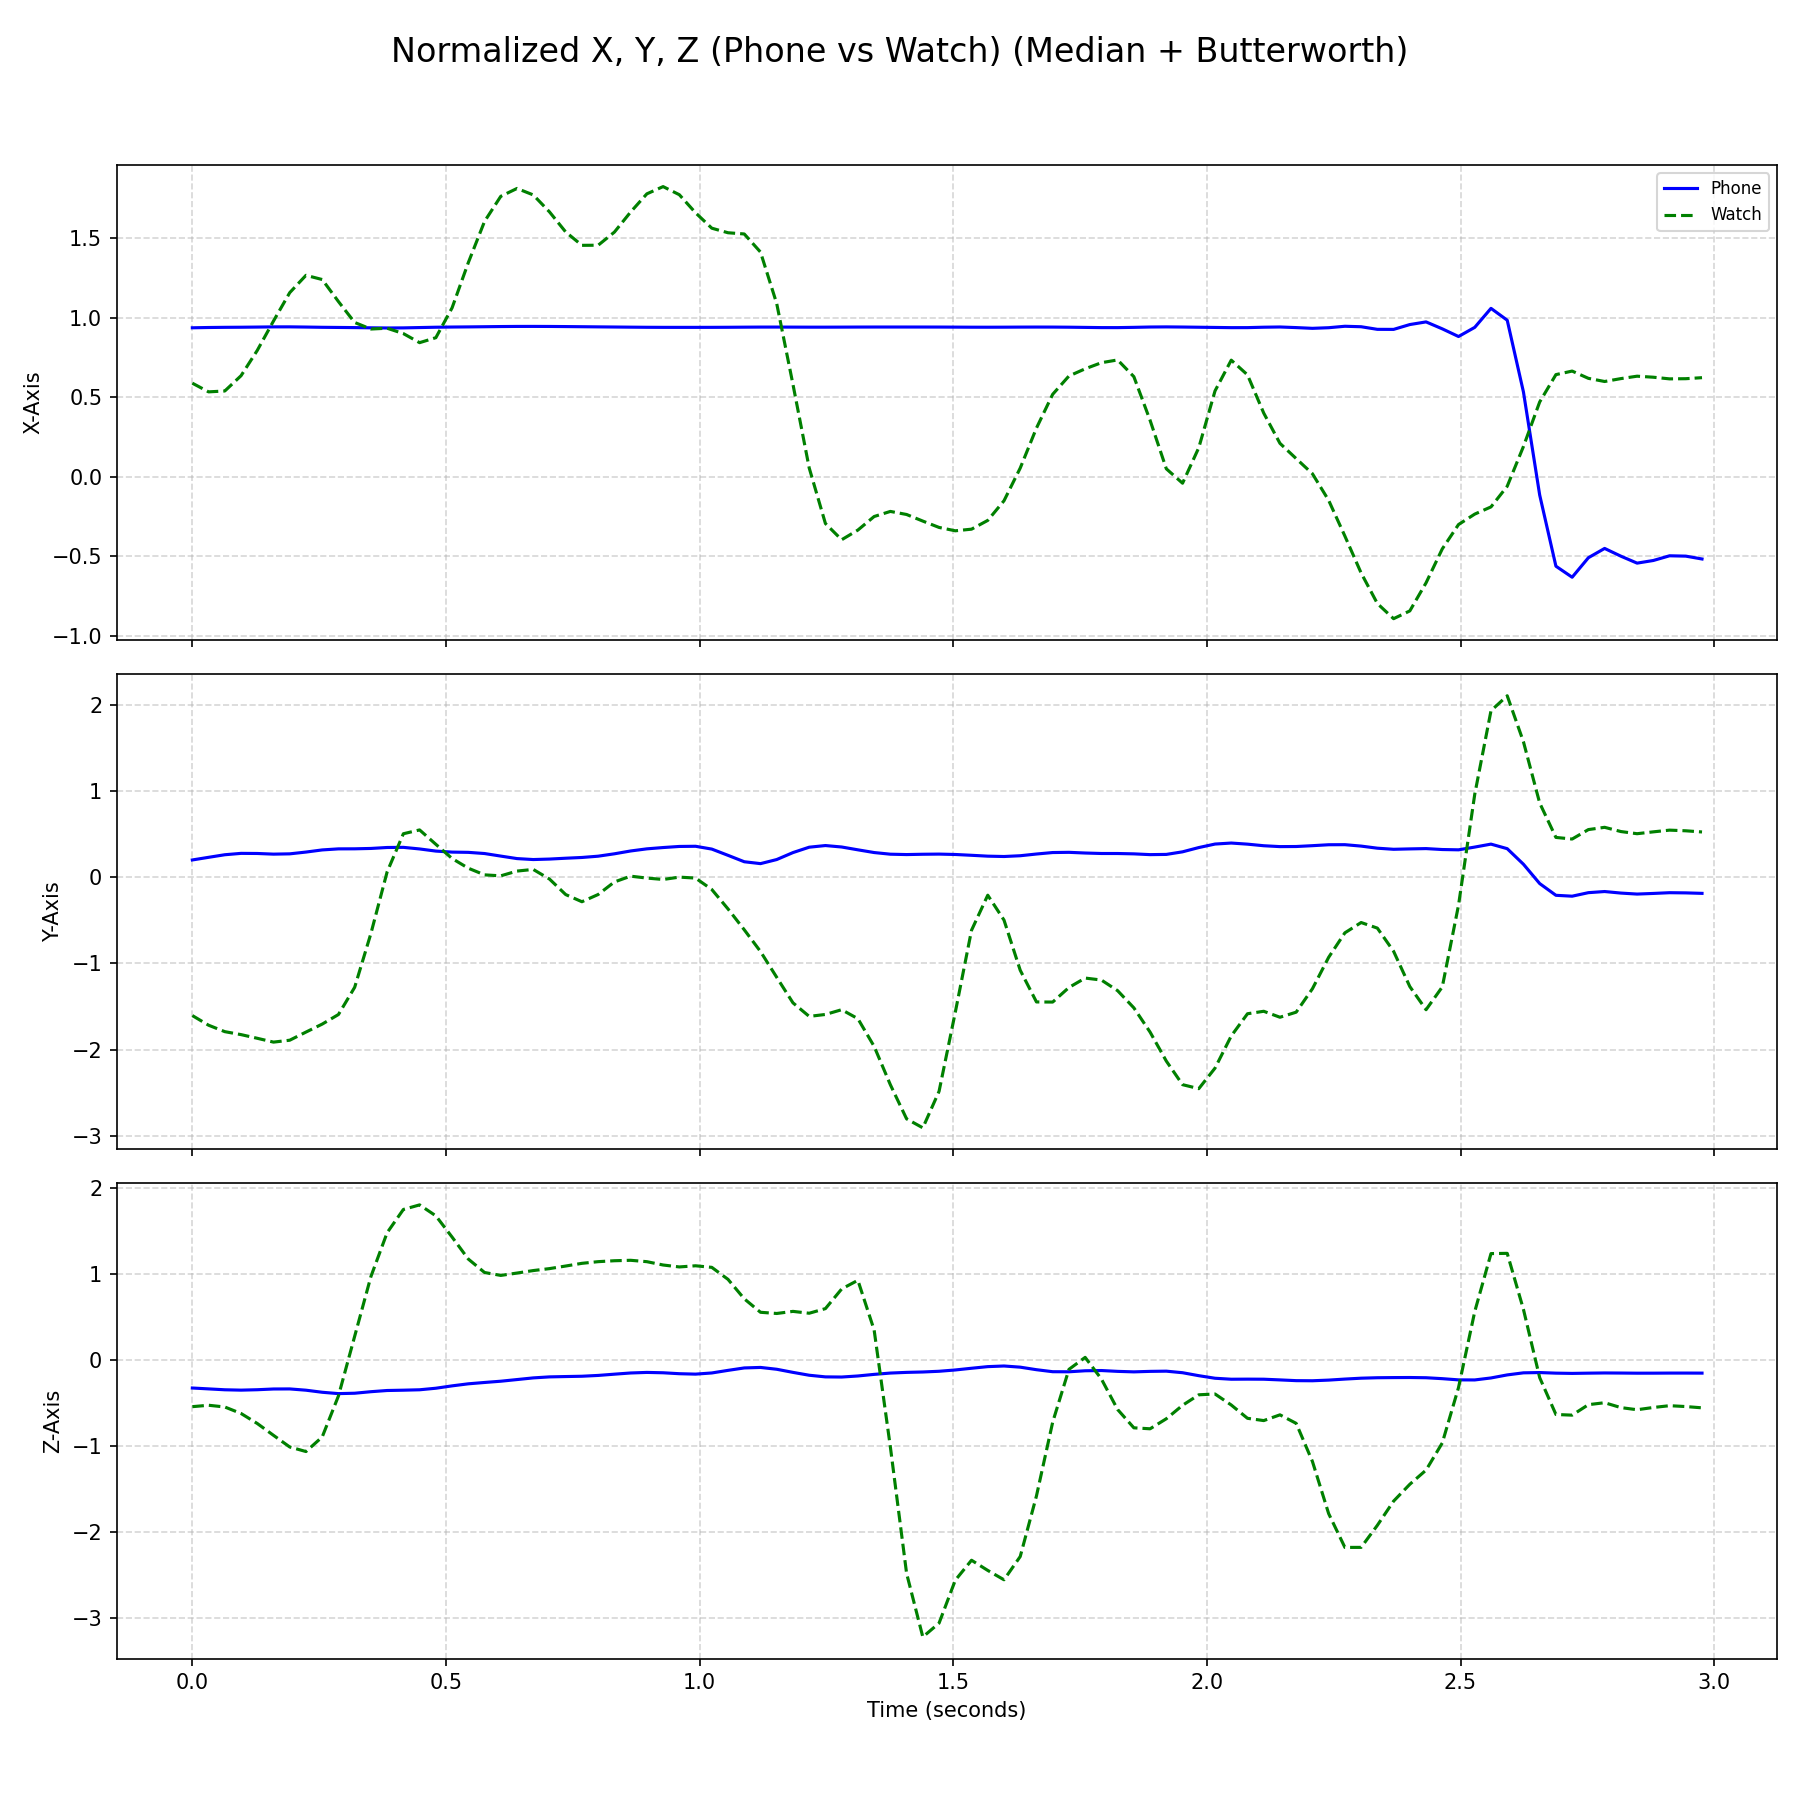 Normalized X, Y, Z (Phone vs Watch) (Median + Butterworth)
Phone
Watch
X-Axis
1.5
1.0
0.5
0.0
−0.5
−1.0
Y-Axis
2
1
0
−1
−2
−3
Z-Axis
2
1
0
−1
−2
−3
0.0 0.5 1.0 1.5 2.0 2.5 3.0
Time (seconds)